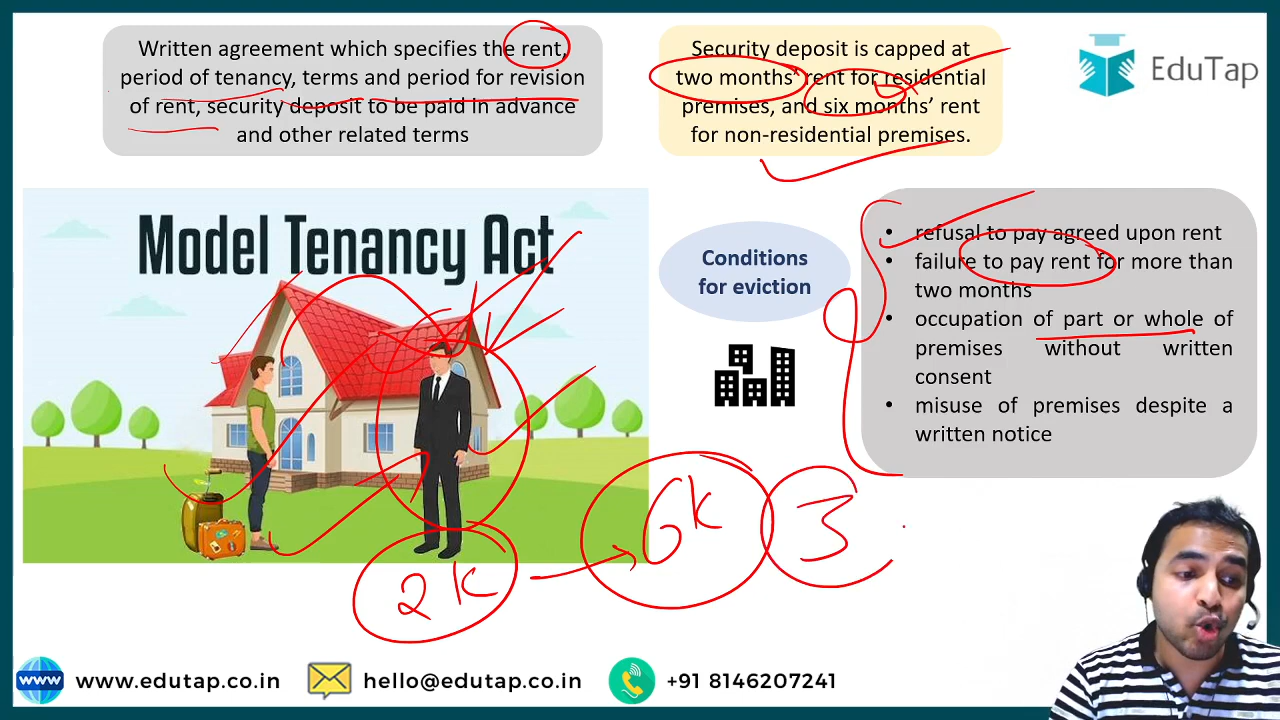 Written agreement which specifies the rent,
period of tenancy, terms and period for revision
of rent, security deposit to be paid in advance
and other related terms
Security deposit is capped at
two months' rent for residential
premises, and six months' rent
for non-residential premises.
EduTap
Model Tenancy Act
Conditions
for eviction
• refusal to pay agreed upon rent
• failure to pay rent for more than
two months
• occupation of part or whole of
premises without written
consent
• misuse of premises despite a
written notice
2K
6K
3
www
www.edutap.co.in
hello@edutap.co.in
+91 8146207241